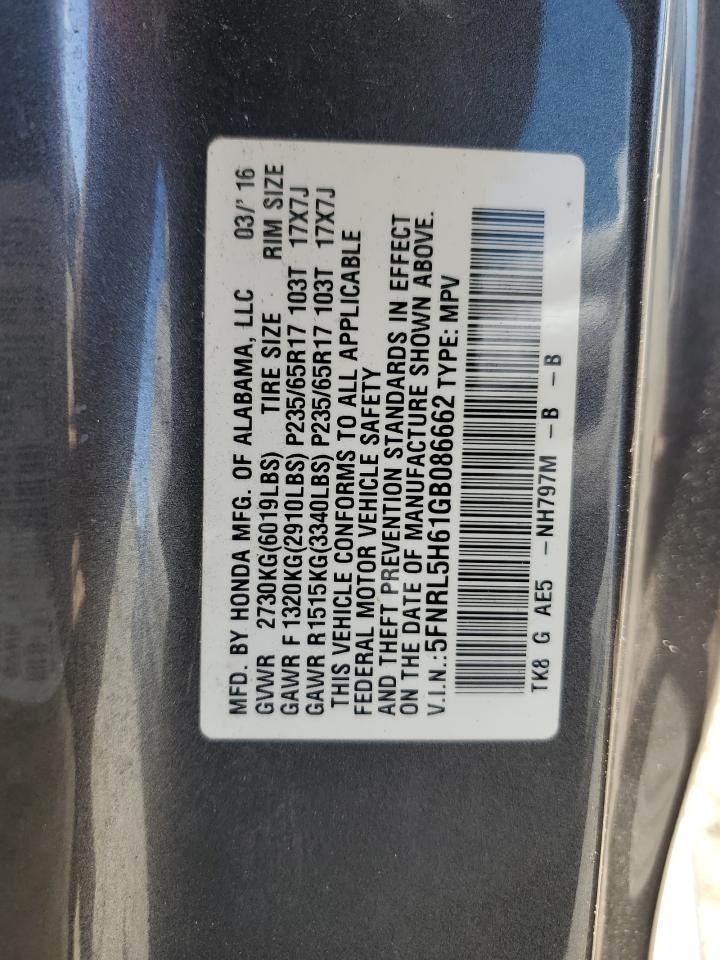 MFD. BY HONDA MFG. OF ALABAMA, LLC 03/' 16
GVWR 2730KG(6019LBS) TIRE SIZE RIM SIZE
GAWR F 1320KG(2910LBS) P235/65R17 103T 17X7J
GAWR R1515KG(3340LBS) P235/65R17 103T 17X7J
THIS VEHICLE CONFORMS TO ALL APPLICABLE
FEDERAL MOTOR VEHICLE SAFETY
AND THEFT PREVENTION STANDARDS IN EFFECT
ON THE DATE OF MANUFACTURE SHOWN ABOVE.
V.I.N.:5FNRL5H61GB086662 TYPE: MPV
TK8 G AE5 -NH797M -B -B